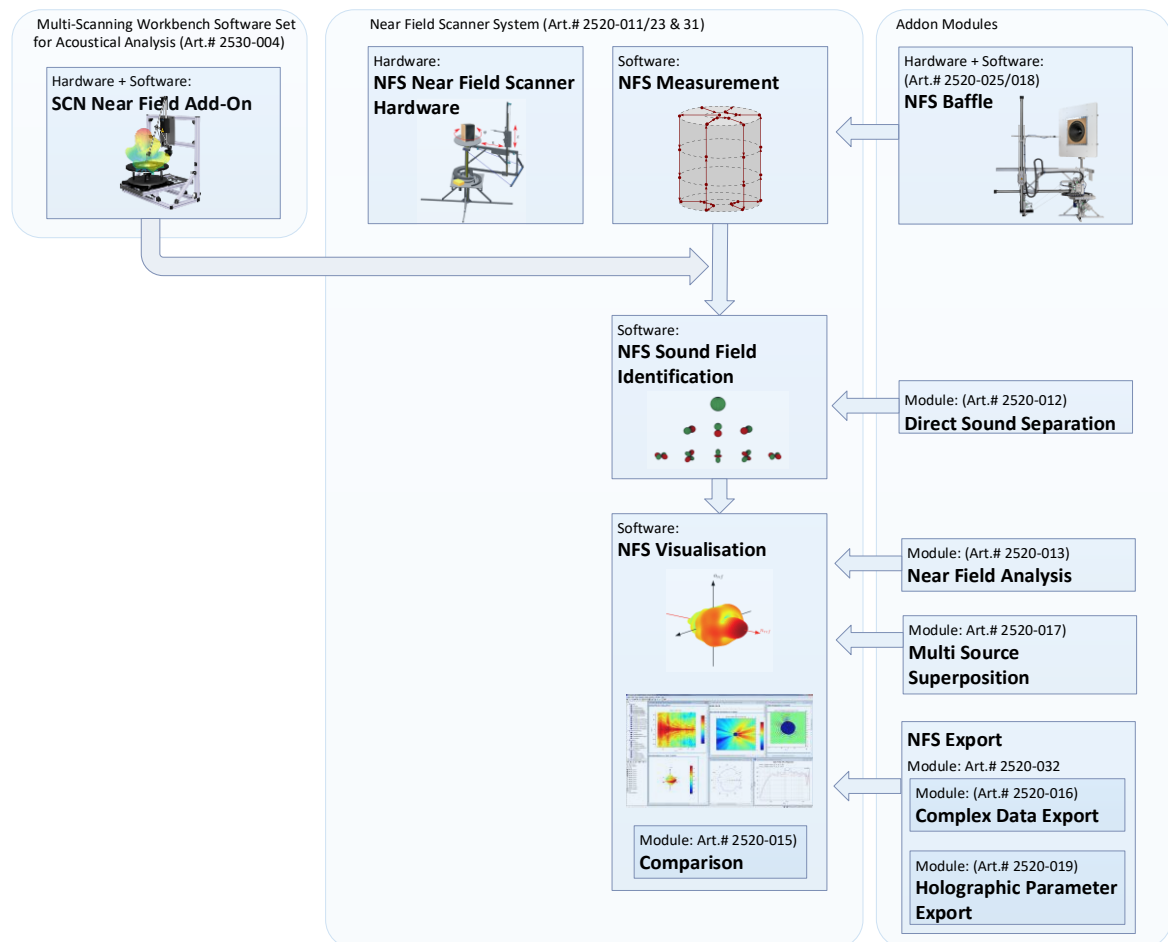 Multi-Scanning Workbench Software Set
for Acoustical Analysis (Art.# 2530-004)
Hardware + Software:
SCN Near Field Add-On
Near Field Scanner System (Art.# 2520-011/23 & 31)
Hardware:
NFS Near Field Scanner
Hardware
Software:
NFS Measurement
Addon Modules
Hardware + Software:
(Art.# 2520-025/018)
NFS Baffle
Software:
NFS Sound Field
Identification
Module: (Art.# 2520-012)
Direct Sound Separation
Software:
NFS Visualisation
Module: Art.# 2520-015)
Comparison
Module: (Art.# 2520-013)
Near Field Analysis
Module: Art.# 2520-017)
Multi Source
Superposition
NFS Export
Module: Art.# 2520-032
Module: (Art.# 2520-016)
Complex Data Export
Module: (Art.# 2520-019)
Holographic Parameter
Export